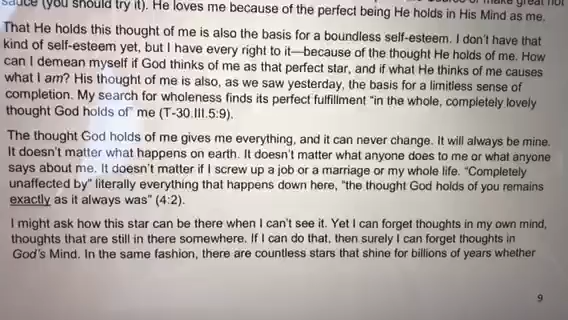 sauce (you should try it). He loves me because of the perfect being He holds in His Mind as me.
That He holds this thought of me is also the basis for a boundless self-esteem. I don't have that
kind of self-esteem yet, but I have every right to it—because of the thought He holds of me. How
can I demean myself if God thinks of me as that perfect star, and if what He thinks of me causes
what I am? His thought of me is also, as we saw yesterday, the basis for a limitless sense of
completion. My search for wholeness finds its perfect fulfillment "in the whole, completely lovely
thought God holds of" me (T-30.III.5:9).
The thought God holds of me gives me everything, and it can never change. It will always be mine.
It doesn't matter what happens on earth. It doesn't matter what anyone does to me or what anyone
says about me. It doesn't matter if I screw up a job or a marriage or my whole life. "Completely
unaffected by" literally everything that happens down here, "the thought God holds of you remains
exactly as it always was" (4:2).
I might ask how this star can be there when I can't see it. Yet I can forget thoughts in my own mind,
thoughts that are still in there somewhere. If I can do that, then surely I can forget thoughts in
God's Mind. In the same fashion, there are countless stars that shine for billions of years whether
9